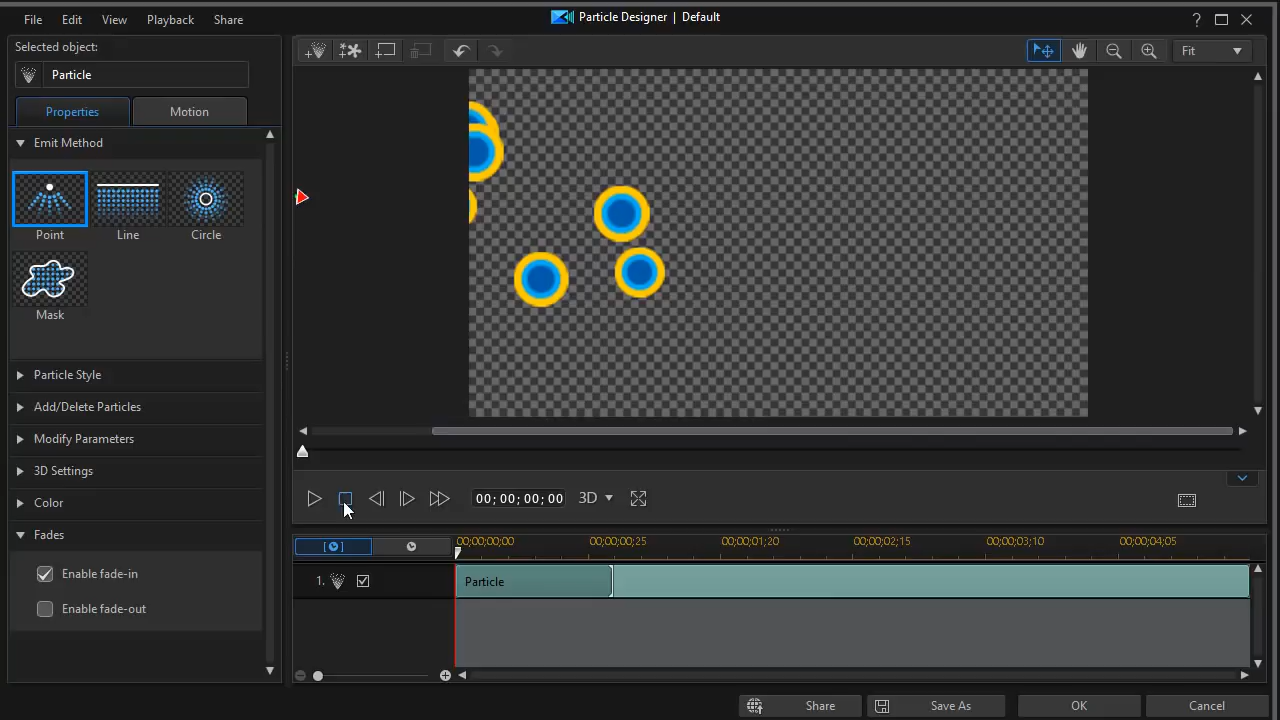 File Edit View Playback Share
Particle Designer | Default
?
Selected object:
Particle
Fit
Properties Motion
Emit Method
Point Line Circle
Mask
Particle Style
Add/Delete Particles
Modify Parameters
3D Settings
Color
Fades
Enable fade-in
Enable fade-out
00; 00; 00; 00
3D
00;00;00;00 00;00;00;25 00;00;01;20 00;00;02;15 00;00;03;10 00;00;04;05
1. Particle
Share Save As OK Cancel